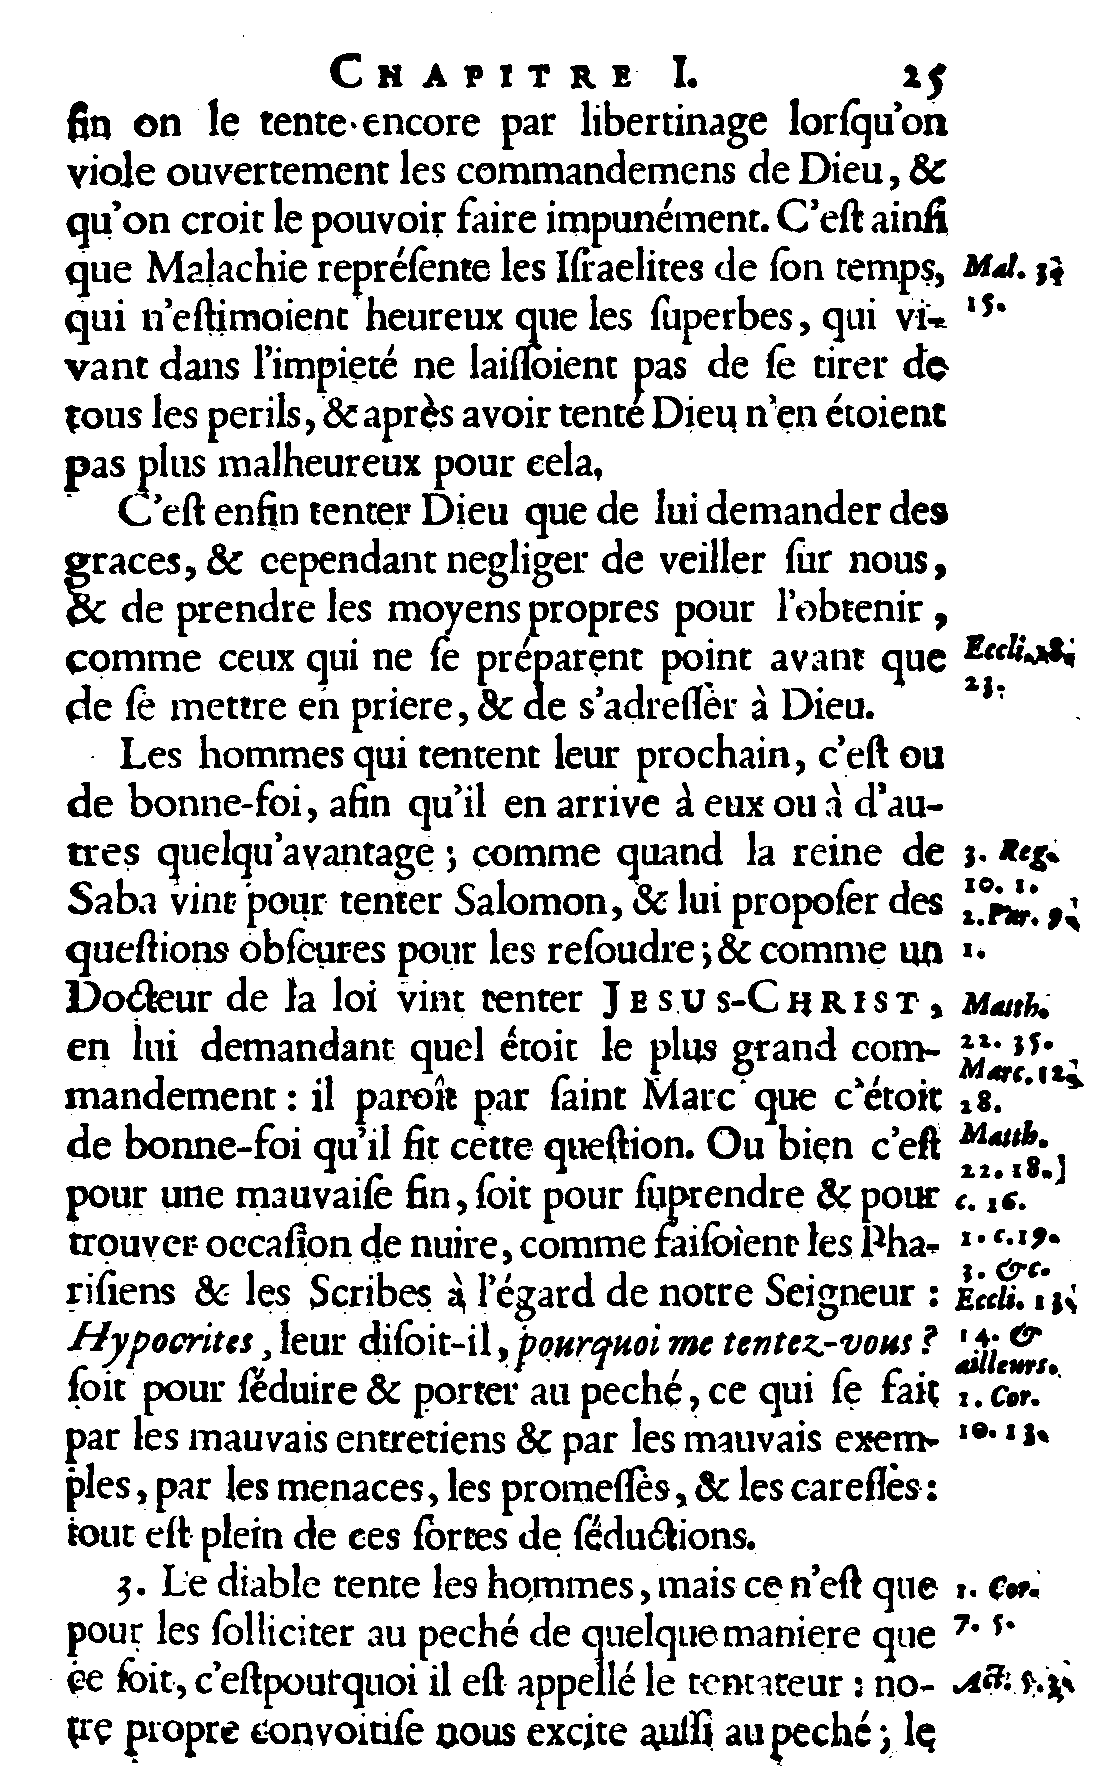 CHAPITRE I. 25
fin on le tente encore par libertinage lorſqu'on
viole ouvertement les commandemens de Dieu, &
qu'on croit le pouvoir faire impunément. C'eſt ainſi
que Malachie repréſente les Iſraelites de ſon temps,
qui n'eſtimoient heureux que les ſuperbes, qui vi-
vant dans l'impieté ne laiſſoient pas de ſe tirer de
tous les perils, & après avoir tenté Dieu n'en étoient
pas plus malheureux pour cela,
C'eſt enfin tenter Dieu que de lui demander des
graces, & cependant negliger de veiller ſur nous,
& de prendre les moyens propres pour l'obtenir,
comme ceux qui ne ſe préparent point avant que
de ſe mettre en priere, & de s'adreſſer à Dieu.
Les hommes qui tentent leur prochain, c'eſt ou
de bonne-foi, afin qu'il en arrive à eux ou à d'au-
tres quelqu'avantage; comme quand la reine de
Saba vint pour tenter Salomon, & lui propoſer des
queſtions obſcures pour les reſoudre; & comme un
Docteur de la loi vint tenter JESUS-CHRIST,
en lui demandant quel étoit le plus grand com-
mandement : il paroît par ſaint Marc que c'étoit
de bonne-foi qu'il fit cette queſtion. Ou bien c'eſt
pour une mauvaiſe fin, ſoit pour ſuprendre & pour
trouver occaſion de nuire, comme faiſoient les Pha-
riſiens & les Scribes à l'égard de notre Seigneur :
Hypocrites, leur diſoit-il, pourquoi me tentez-vous ?
ſoit pour ſéduire & porter au peché, ce qui ſe fait
par les mauvais entretiens & par les mauvais exem-
ples, par les menaces, les promeſſes, & les careſſes :
tout eſt plein de ces ſortes de ſéductions.
3. Le diable tente les hommes, mais ce n'eſt que
pour les ſolliciter au peché de quelque maniere que
ce ſoit, c'eſtpourquoi il eſt appellé le tentateur : no-
tre propre convoitiſe nous excite auſſi au peché; le
Mal. 3.
15.
Eccli. 18.
23.
3. Reg.
10. 1.
2. Par. 9.
1.
Matth.
22. 35.
Marc. 12.
28.
Matth.
22. 18.
c. 16.
1. c. 19.
3. &c.
Eccli. 13.
14. &
ailleurs.
1. Cor.
10. 13.
1. Cor.
7. 5.
Act. 5. 3.